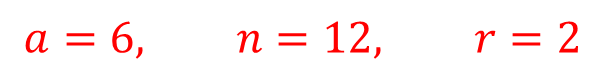 a = 6, n = 12, r = 2